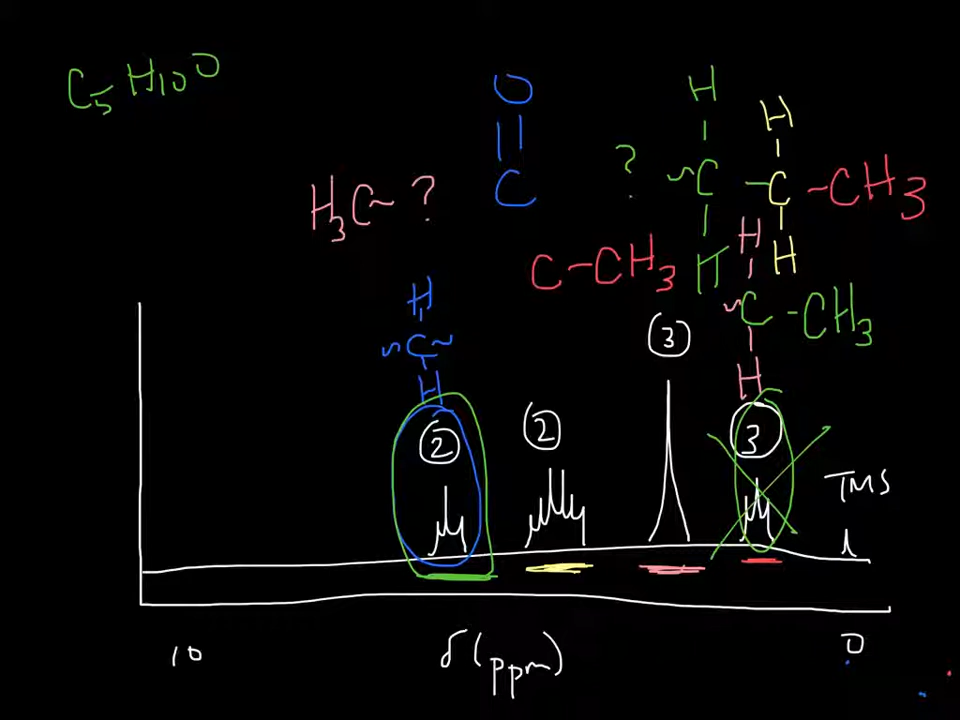 C5H10O
O
C
H3C~ ?
?
H
~C
H
H
-C-CH3
H
C-CH3
H
~C-CH3
H
H
~C~
H
2
2
3
3
TMS
10
δ(ppm)
0